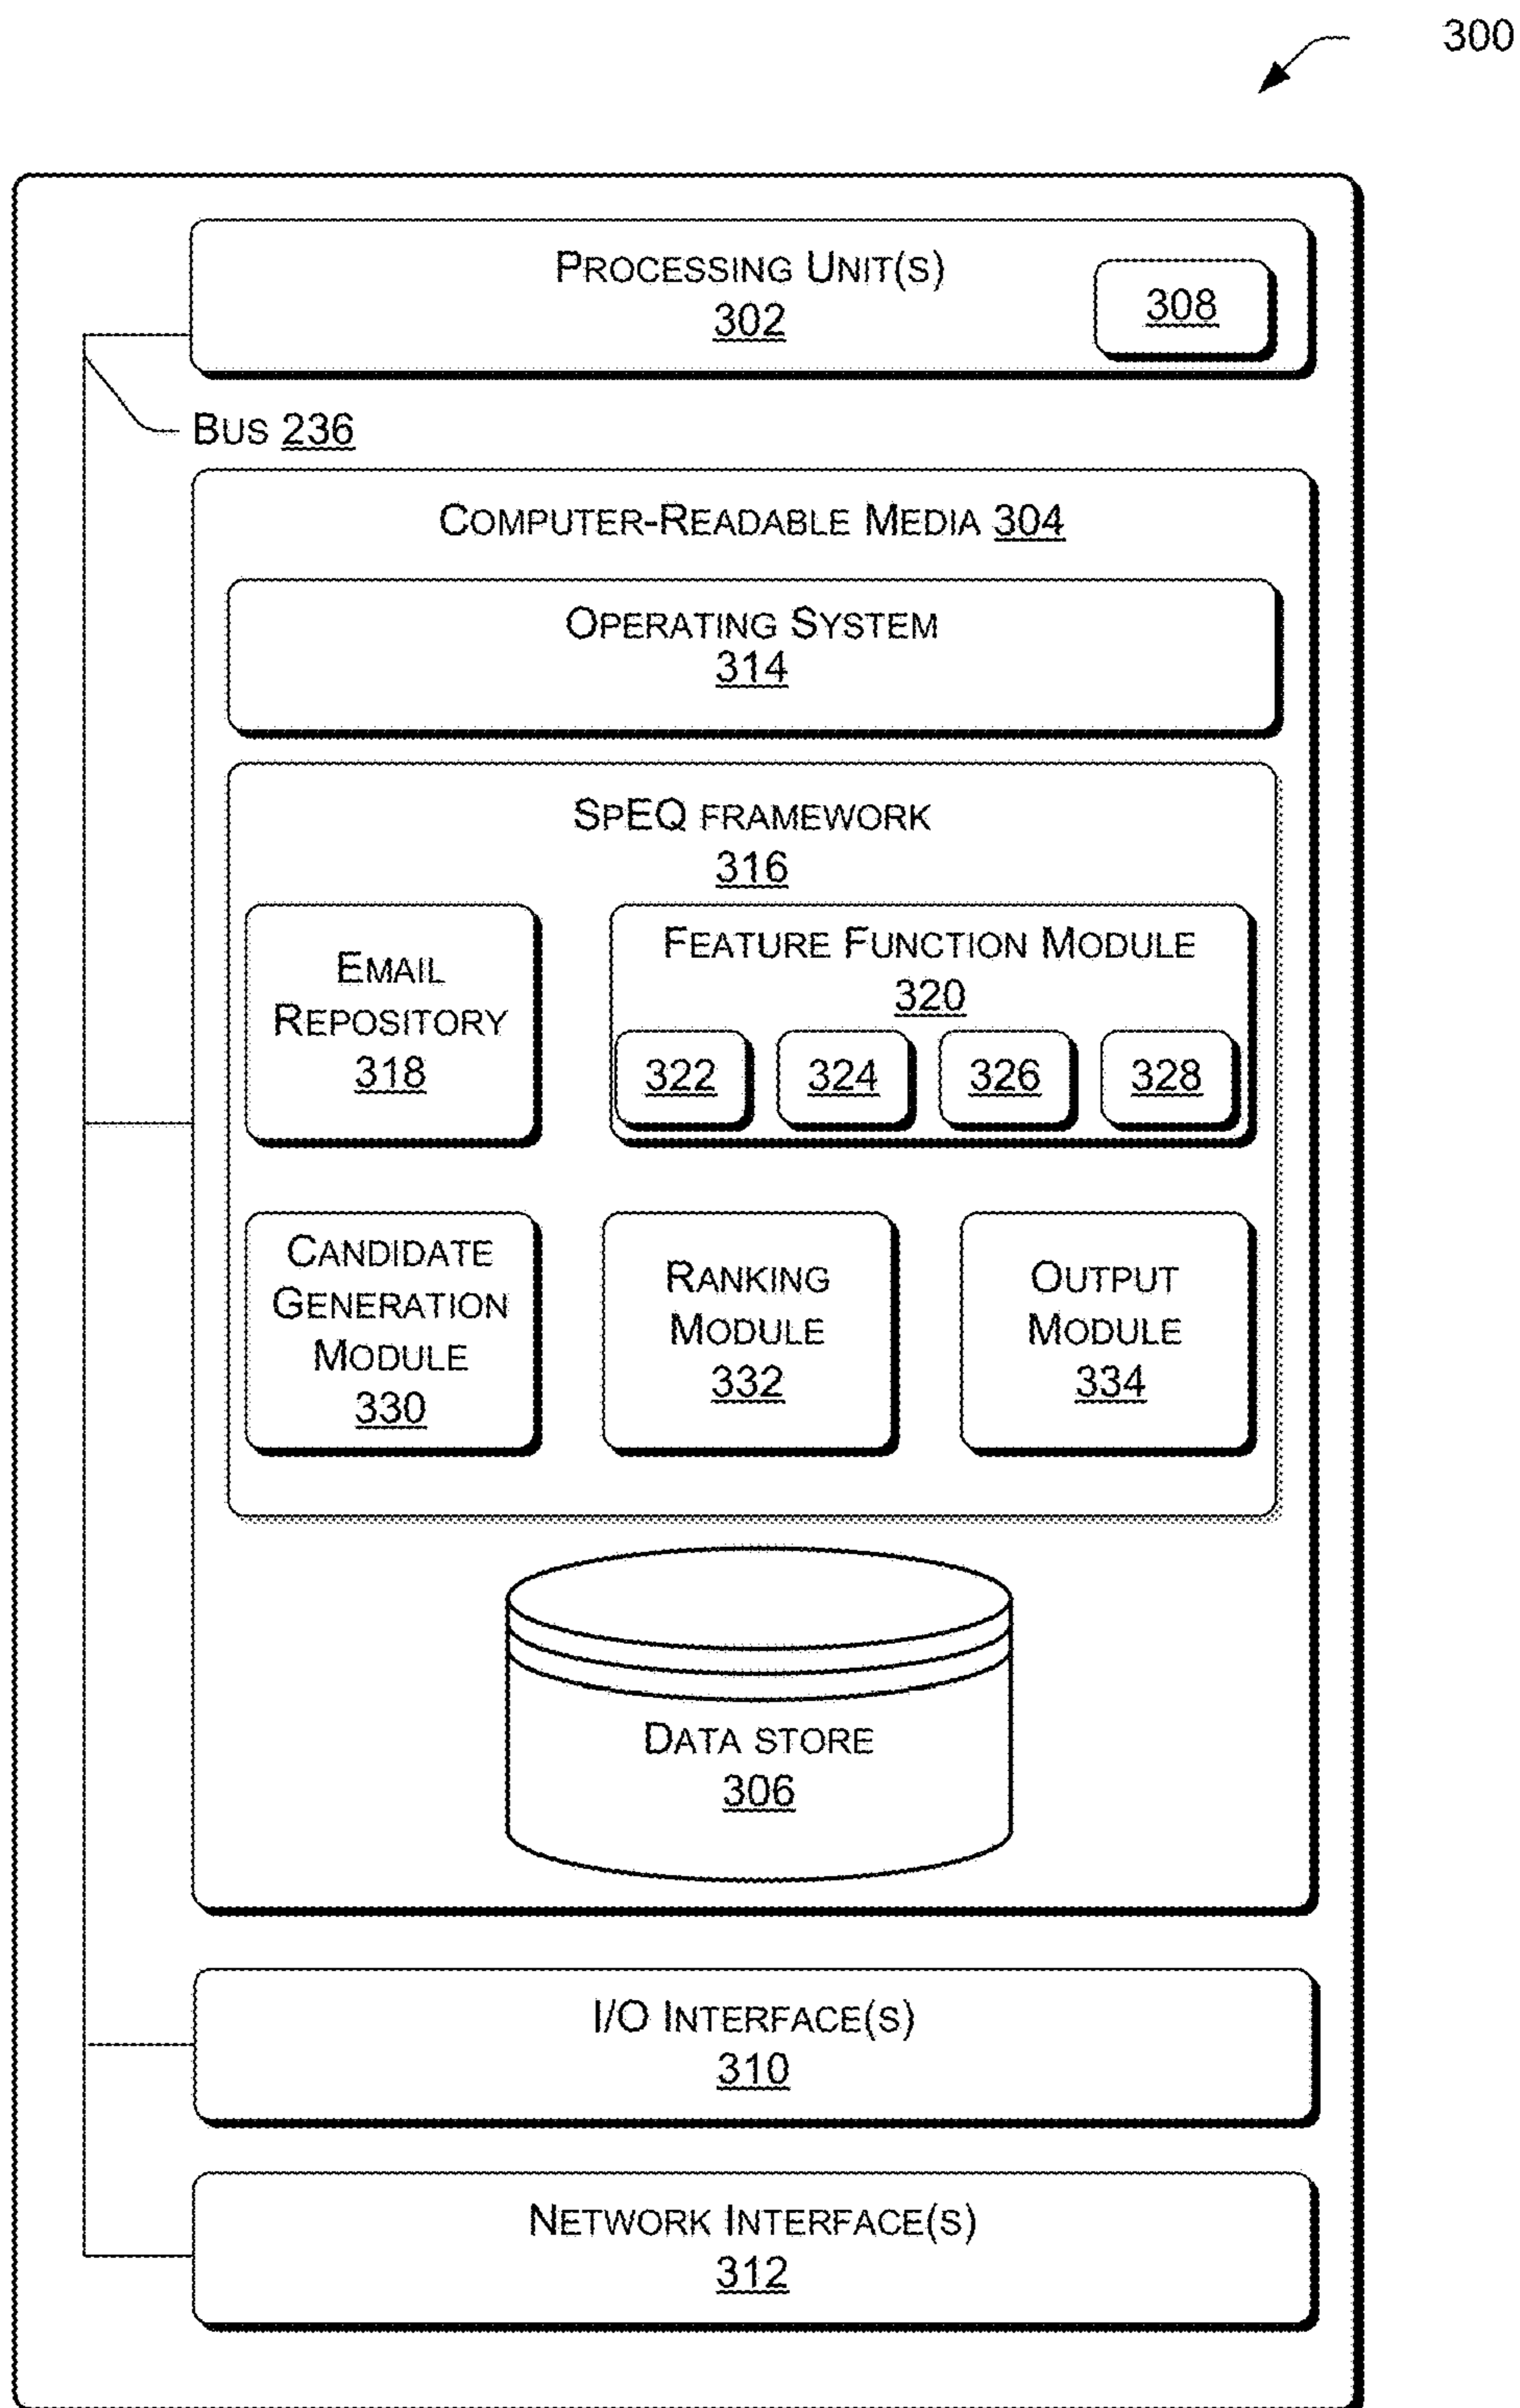 300
PROCESSING UNIT(S)
302
308
BUS 236
COMPUTER-READABLE MEDIA 304
OPERATING SYSTEM
314
SPEQ FRAMEWORK
316
EMAIL
REPOSITORY
318
FEATURE FUNCTION MODULE
320
322 324 326 328
CANDIDATE
GENERATION
MODULE
330
RANKING
MODULE
332
OUTPUT
MODULE
334
DATA STORE
306
I/O INTERFACE(S)
310
NETWORK INTERFACE(S)
312